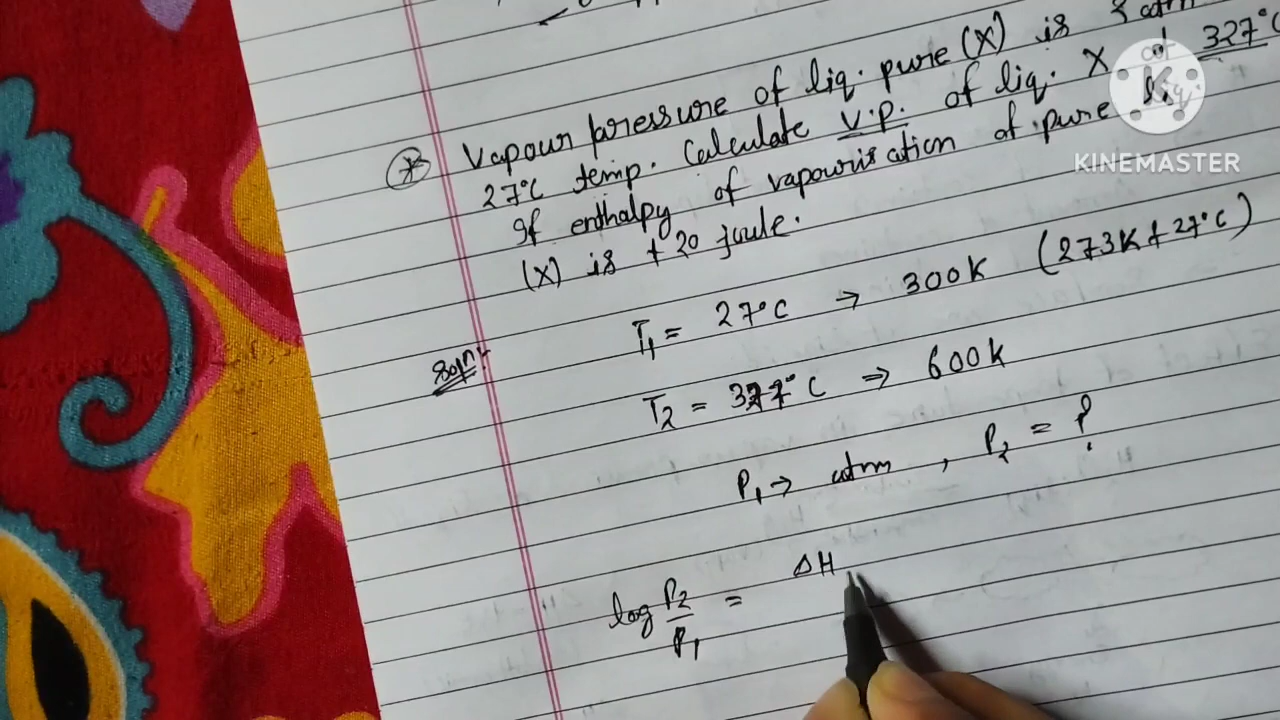 Vapour pressure of liq. pure (X) is atm
27°C temp. Calculate V.P. of liq. X at 327°C
If enthalpy of vapourisation of pure liq.
(X) is +20 joule.
Soln:
T1 = 27°C → 300K (273K+27°C)
T2 = 327°C ⇒ 600K
P1 → atm , P2 = ?
log P2/P1 = ΔH
KINEMASTER